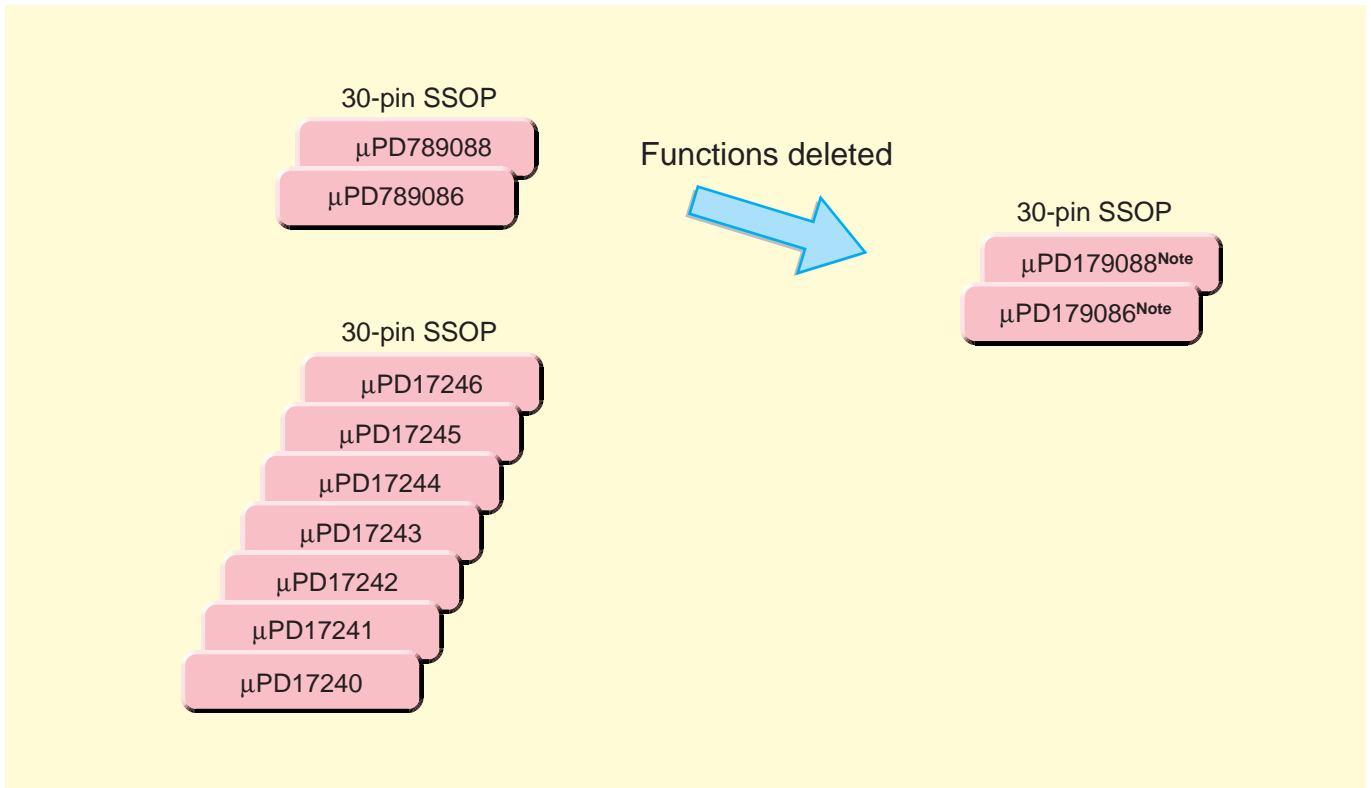 30-pin SSOP
μPD789088
μPD789086
Functions deleted
30-pin SSOP
μPD179088Note
μPD179086Note
30-pin SSOP
μPD17246
μPD17245
μPD17244
μPD17243
μPD17242
μPD17241
μPD17240